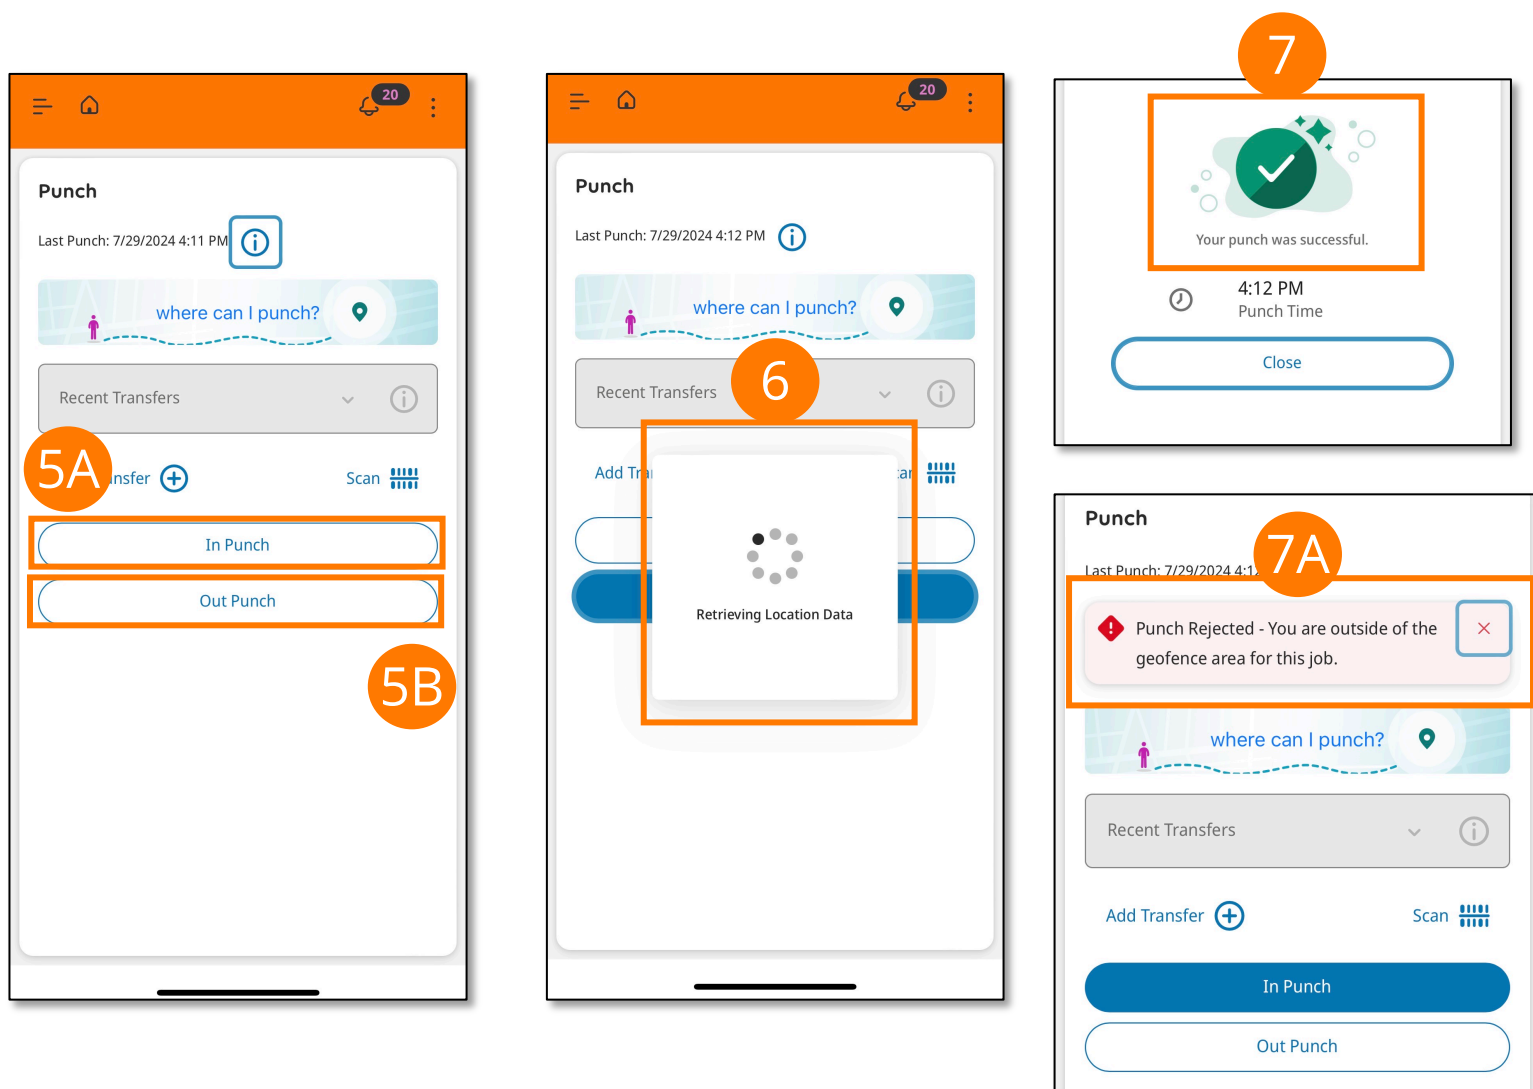 20
Punch
Last Punch: 7/29/2024 4:11 PM
where can I punch?
Recent Transfers
5A
nsfer
Scan
In Punch
Out Punch
5B
20
Punch
Last Punch: 7/29/2024 4:12 PM
where can I punch?
6
Recent Transfers
Add Tra
an
Retrieving Location Data
7
Your punch was successful.
4:12 PM
Punch Time
Close
Punch
7A
Last Punch: 7/29/2024 4:12
Punch Rejected - You are outside of the
geofence area for this job.
where can I punch?
Recent Transfers
Add Transfer
Scan
In Punch
Out Punch